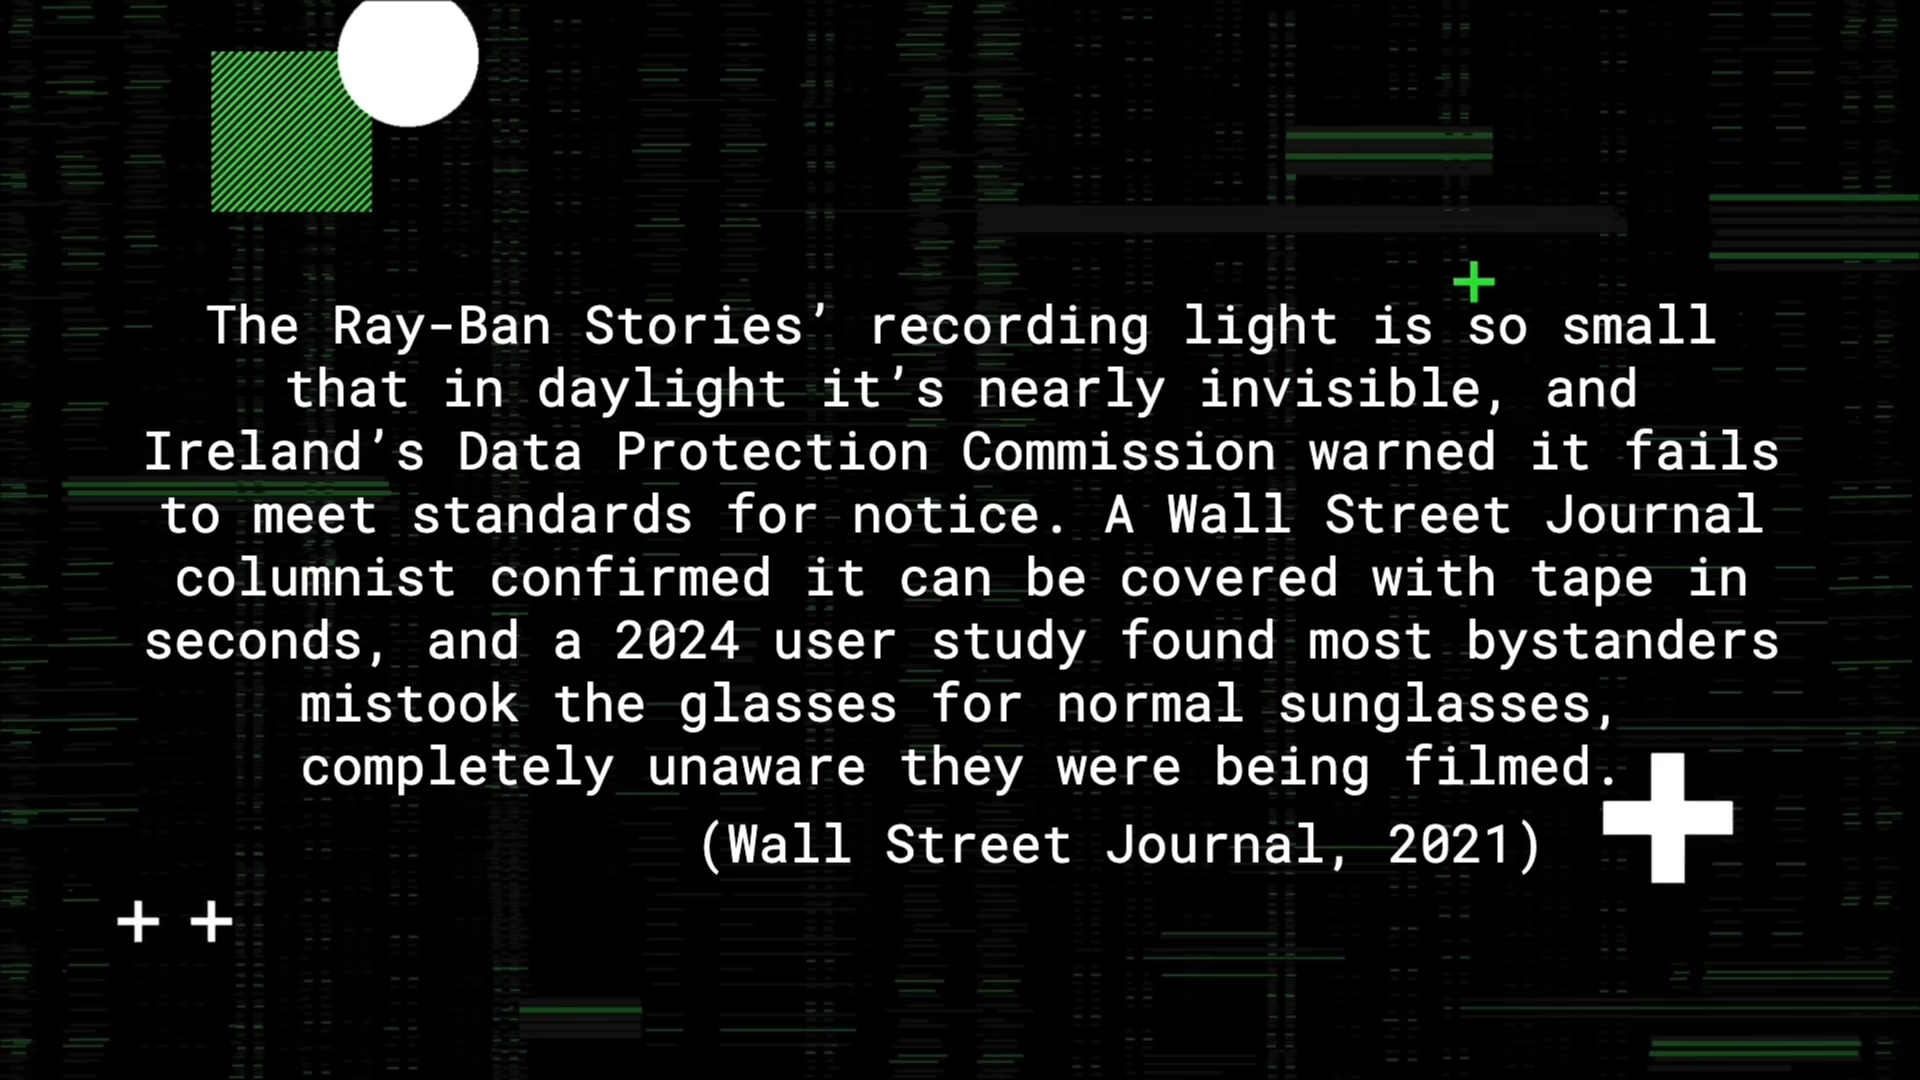 The Ray-Ban Stories’ recording light is so small
that in daylight it’s nearly invisible, and
Ireland’s Data Protection Commission warned it fails
to meet standards for notice. A Wall Street Journal
columnist confirmed it can be covered with tape in
seconds, and a 2024 user study found most bystanders
mistook the glasses for normal sunglasses,
completely unaware they were being filmed.
(Wall Street Journal, 2021)